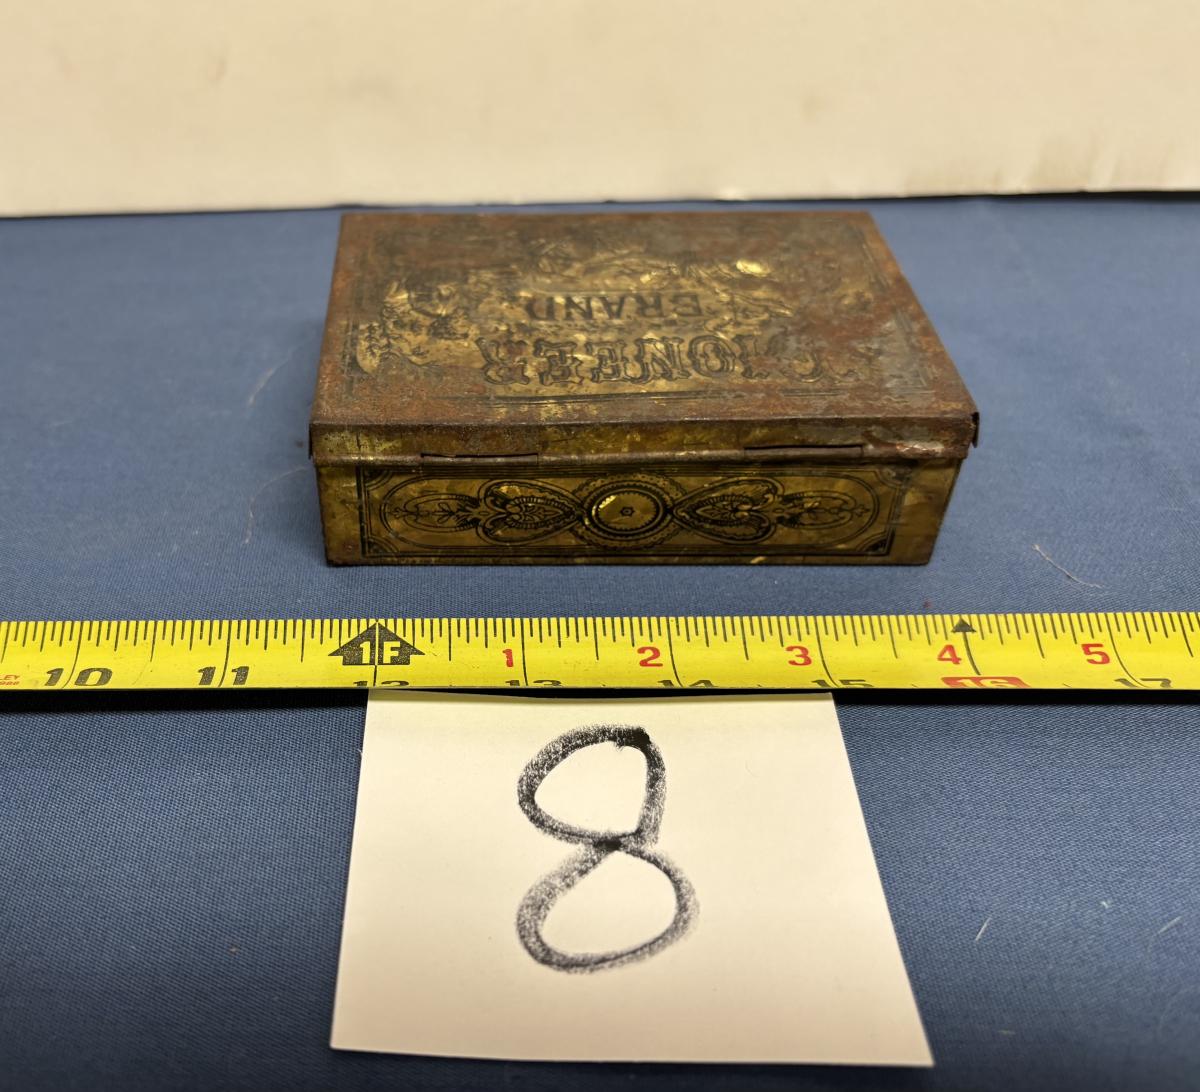 PIONEER
BRAND
1F
1 2 3 4 5
10 11 12 13 14 15 16 17
8